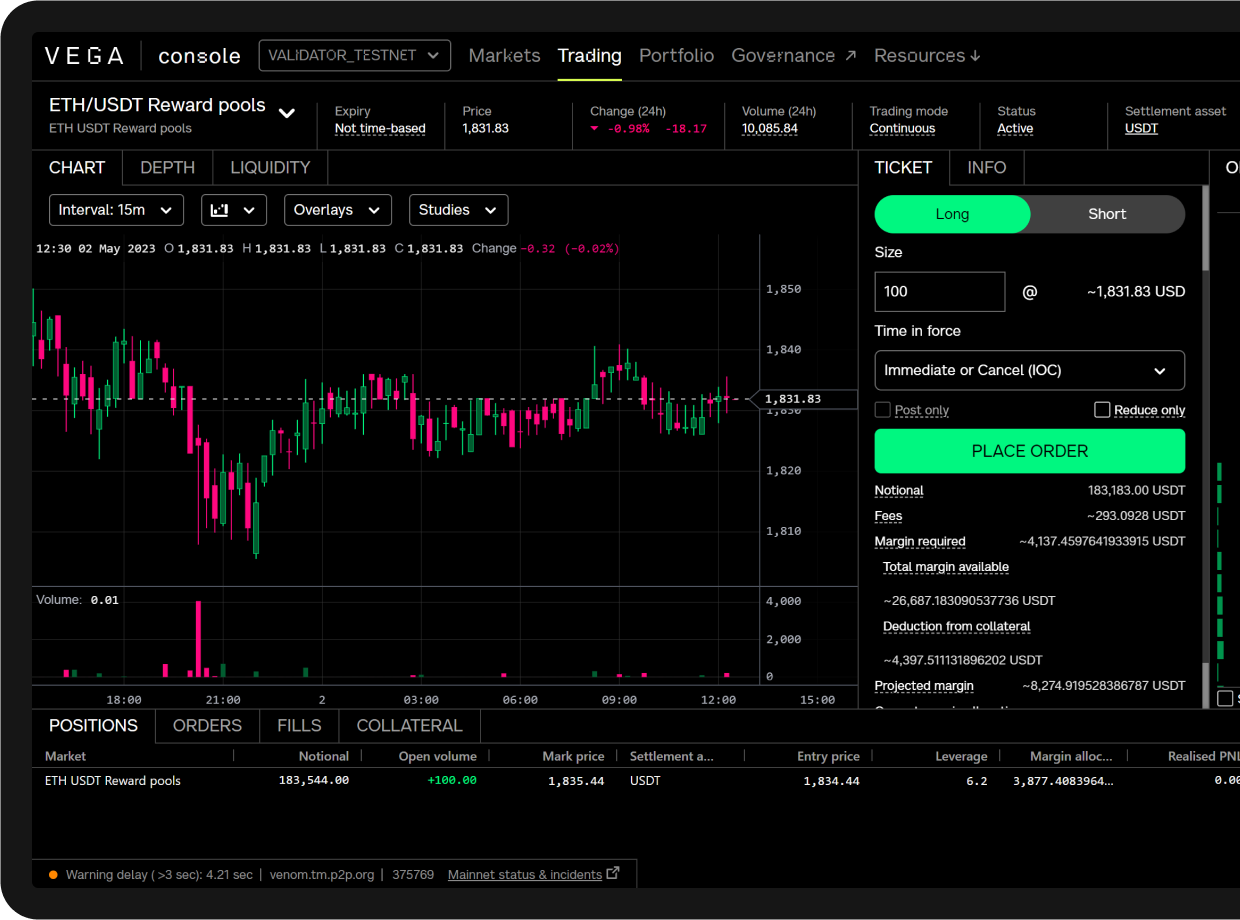 VEGA console VALIDATOR_TESTNET Markets Trading Portfolio Governance ↗ Resources ↓
ETH/USDT Reward pools
ETH USDT Reward pools
Expiry
Not time-based
Price
1,831.83
Change (24h)
-0.98% -18.17
Volume (24h)
10,085.84
Trading mode
Continuous
Status
Active
Settlement asset
USDT
CHART DEPTH LIQUIDITY
Interval: 15m Overlays Studies
12:30 02 May 2023 O 1,831.83 H 1,831.83 L 1,831.83 C 1,831.83 Change -0.32 (-0.02%)
1,850
1,840
1,831.83
1,830
1,820
1,810
Volume: 0.01
4,000
2,000
0
18:00 21:00 2 03:00 06:00 09:00 12:00 15:00
TICKET INFO
Long Short
Size
100 @ ~1,831.83 USD
Time in force
Immediate or Cancel (IOC)
Post only Reduce only
PLACE ORDER
Notional 183,183.00 USDT
Fees ~293.0928 USDT
Margin required ~4,137.4597641933915 USDT
Total margin available
~26,687.183090537736 USDT
Deduction from collateral
~4,397.511131896202 USDT
Projected margin ~8,274.919528386787 USDT
POSITIONS ORDERS FILLS COLLATERAL
Market Notional Open volume Mark price Settlement a... Entry price Leverage Margin alloc... Realised PNL
ETH USDT Reward pools 183,544.00 +100.00 1,835.44 USDT 1,834.44 6.2 3,877.4083964... 0.00
Warning delay ( >3 sec): 4.21 sec | venom.tm.p2p.org | 375769 Mainnet status & incidents